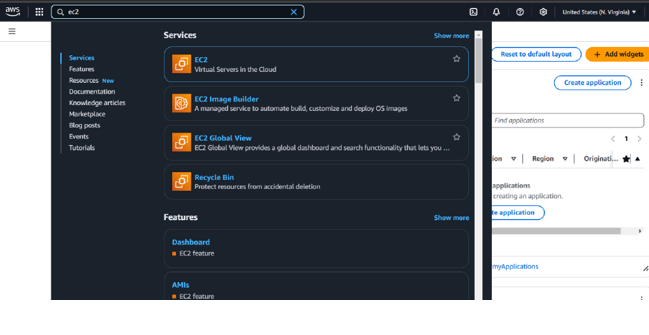 aws
ec2
United States (N. Virginia)
Services
Features
Resources New
Documentation
Knowledge articles
Marketplace
Blog posts
Events
Tutorials
Services
Show more
EC2
Virtual Servers in the Cloud
EC2 Image Builder
A managed service to automate build, customize and deploy OS images
EC2 Global View
EC2 Global View provides a global dashboard and search functionality that lets you ...
Recycle Bin
Protect resources from accidental deletion
Features
Show more
Dashboard
EC2 feature
AMIs
EC2 feature
Reset to default layout
+ Add widgets
Create application
Find applications
1
ion
Region
Originati...
applications
creating an application.
te application
myApplications